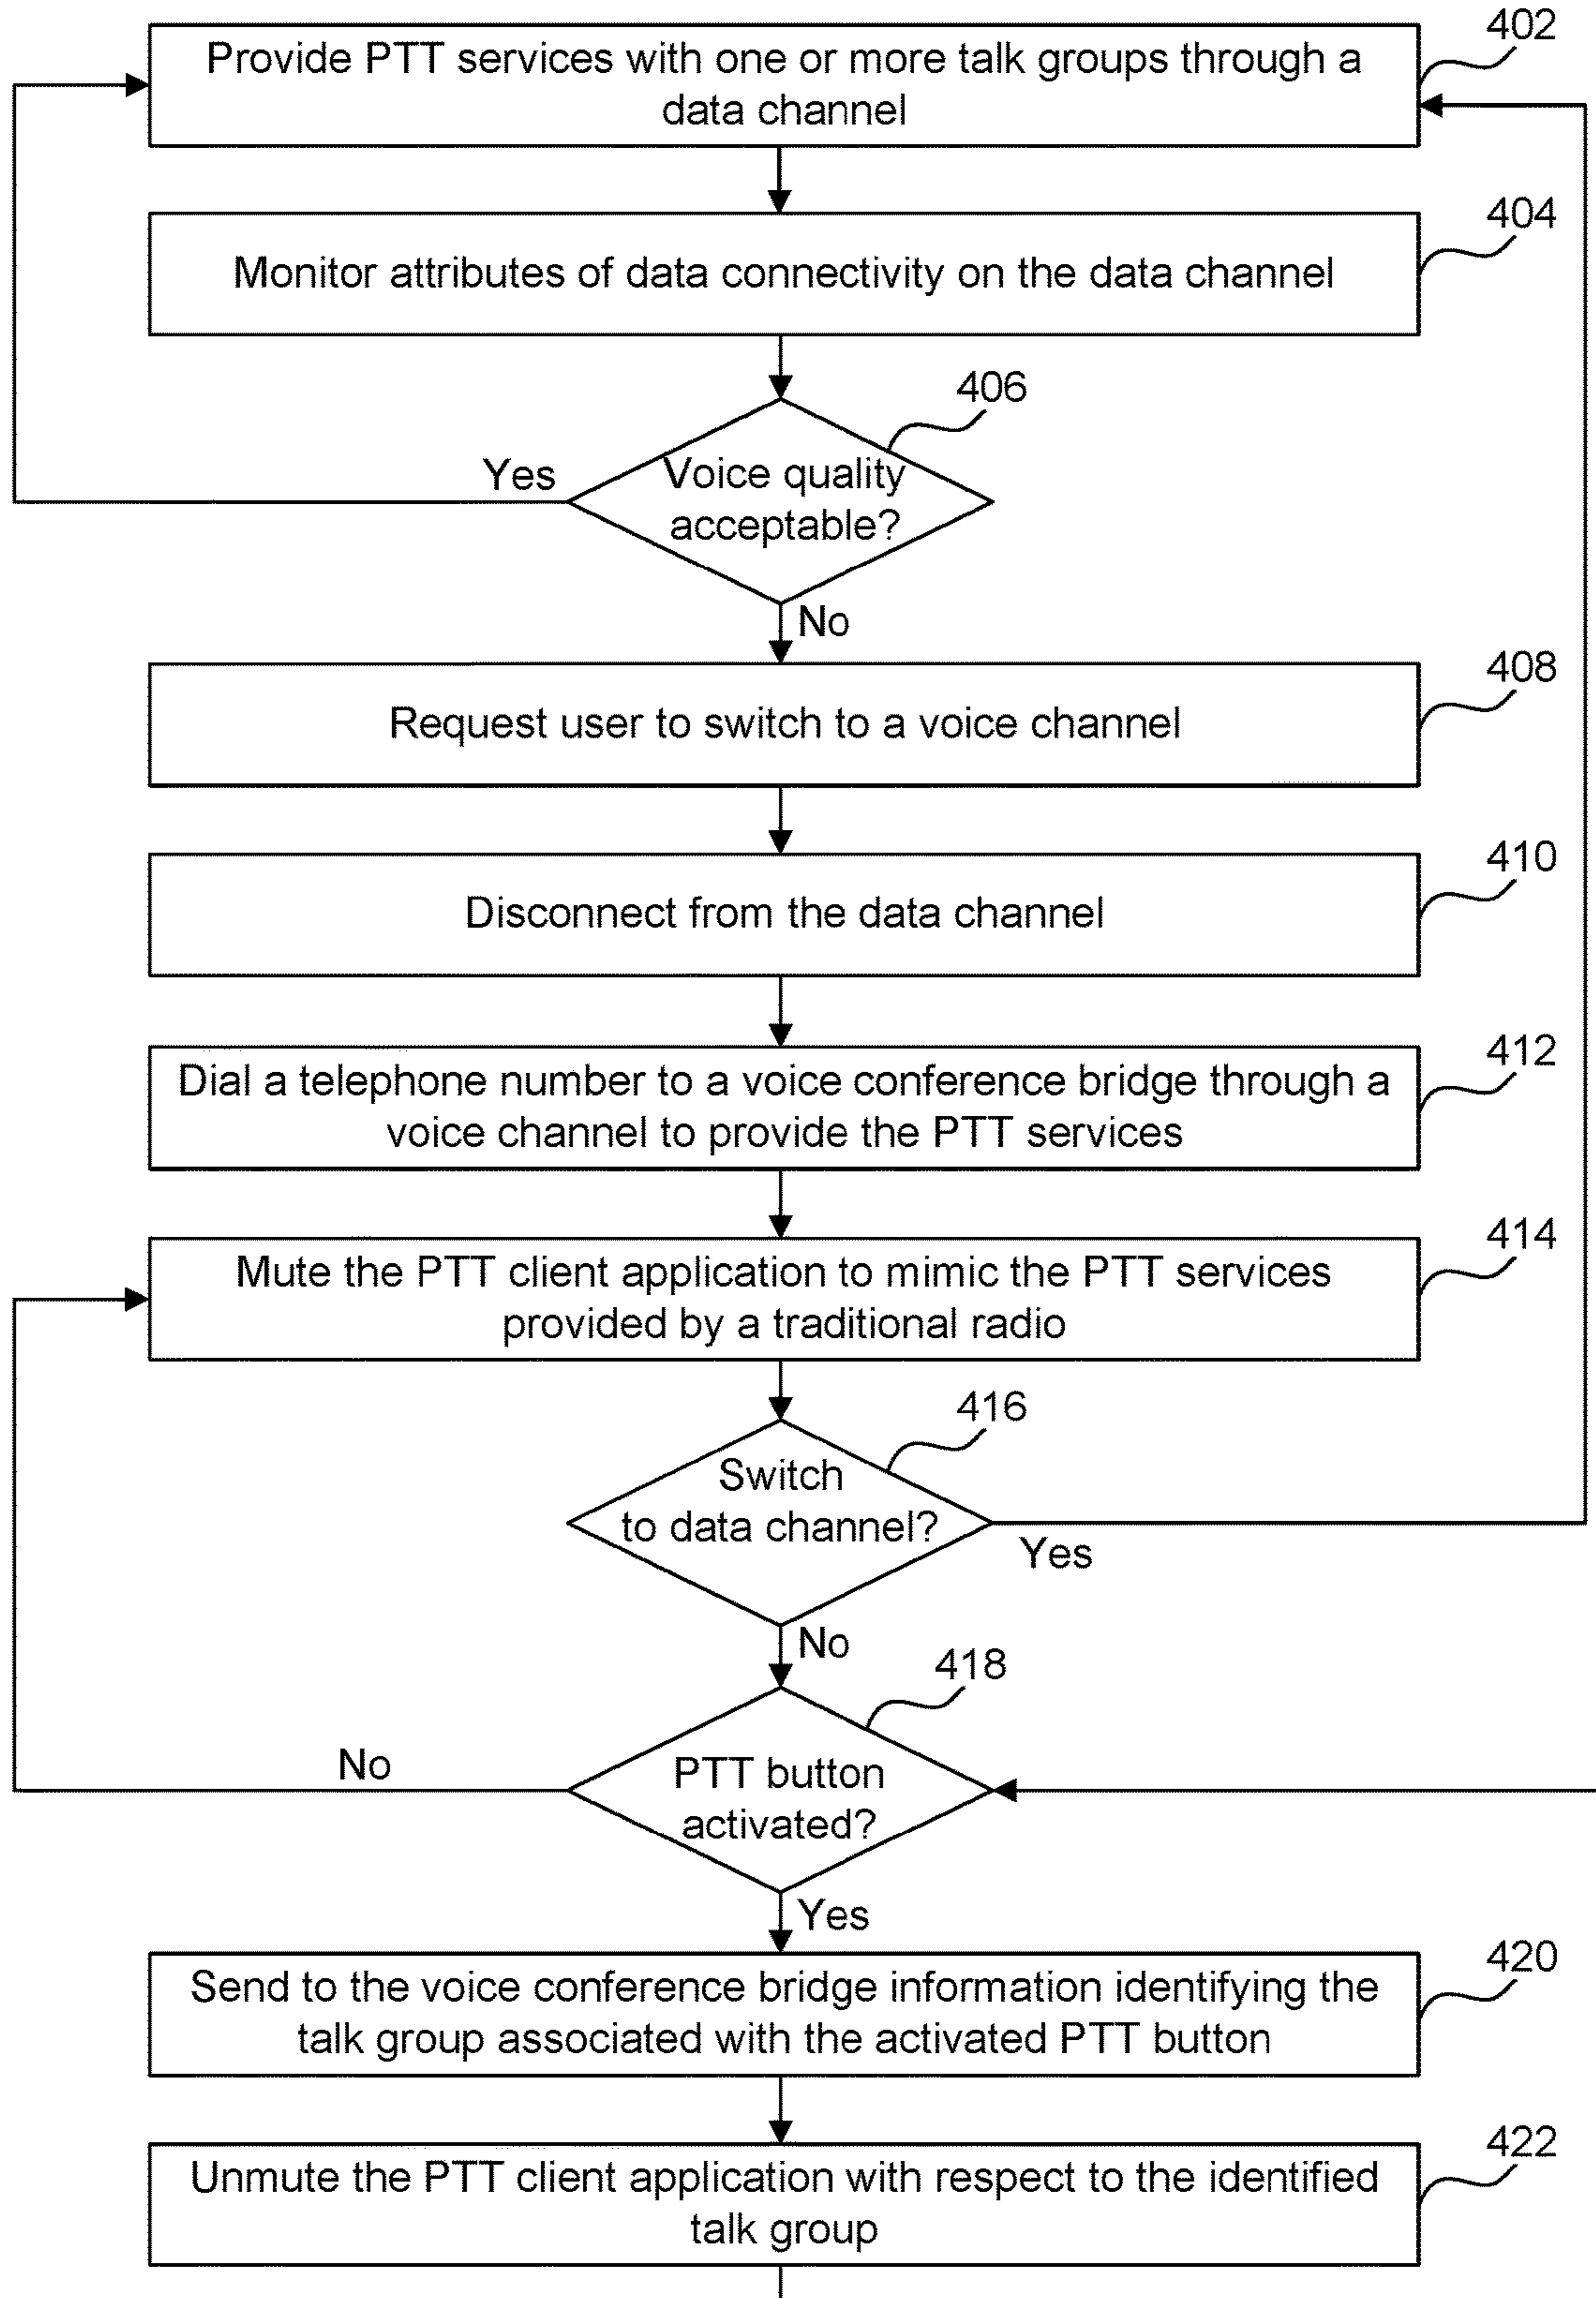 402
Provide PTT services with one or more talk groups through a
data channel
404
Monitor attributes of data connectivity on the data channel
406
Yes
Voice quality
acceptable?
No
408
Request user to switch to a voice channel
410
Disconnect from the data channel
412
Dial a telephone number to a voice conference bridge through a
voice channel to provide the PTT services
414
Mute the PTT client application to mimic the PTT services
provided by a traditional radio
416
Switch
to data channel?
Yes
No
418
No
PTT button
activated?
Yes
420
Send to the voice conference bridge information identifying the
talk group associated with the activated PTT button
422
Unmute the PTT client application with respect to the identified
talk group